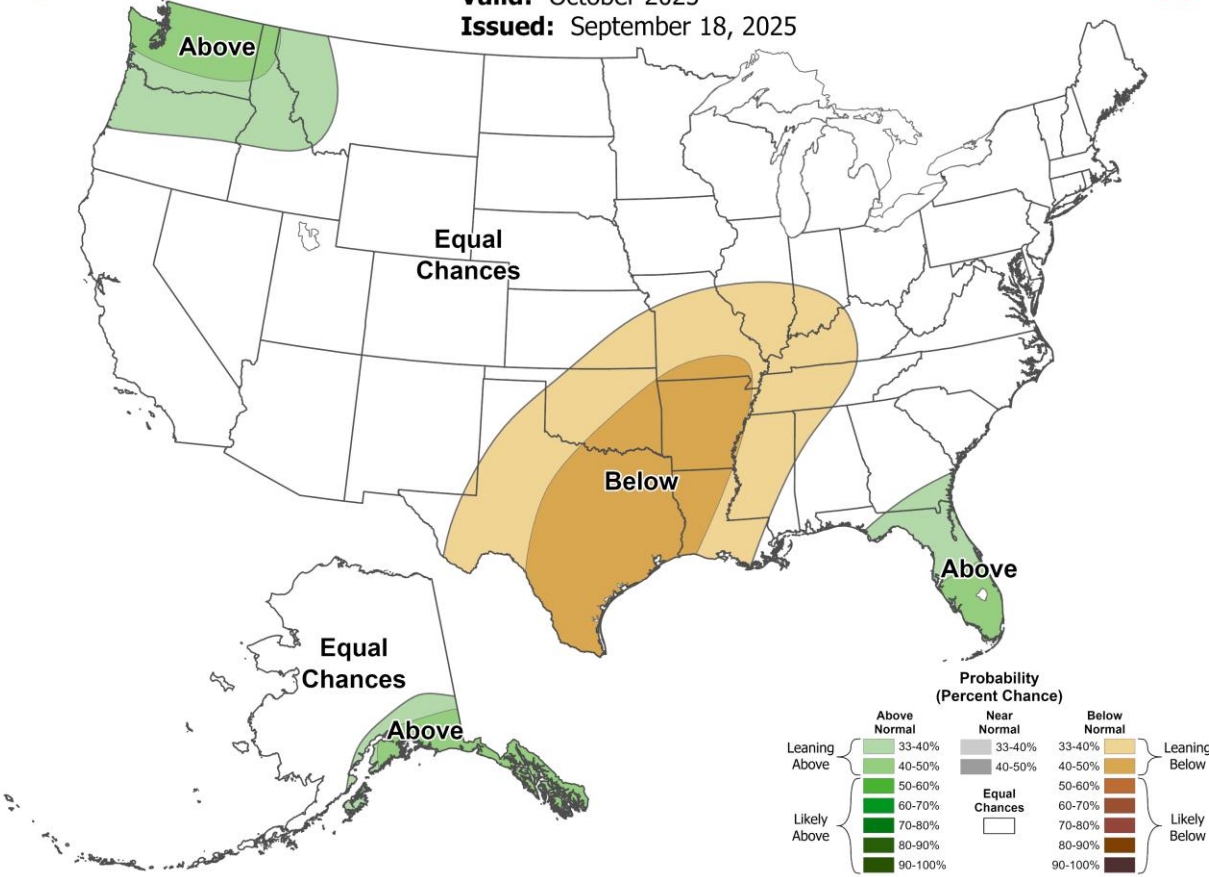 Valid: October 2025
Issued: September 18, 2025
Above
Equal
Chances
Below
Above
Equal
Chances
Above
Probability
(Percent Chance)
Above
Normal
Near
Normal
Below
Normal
Leaning
Above
33-40%
40-50%
50-60%
60-70%
70-80%
80-90%
90-100%
Likely
Above
33-40%
40-50%
Equal
Chances
33-40%
40-50%
50-60%
60-70%
70-80%
80-90%
90-100%
Leaning
Below
Likely
Below